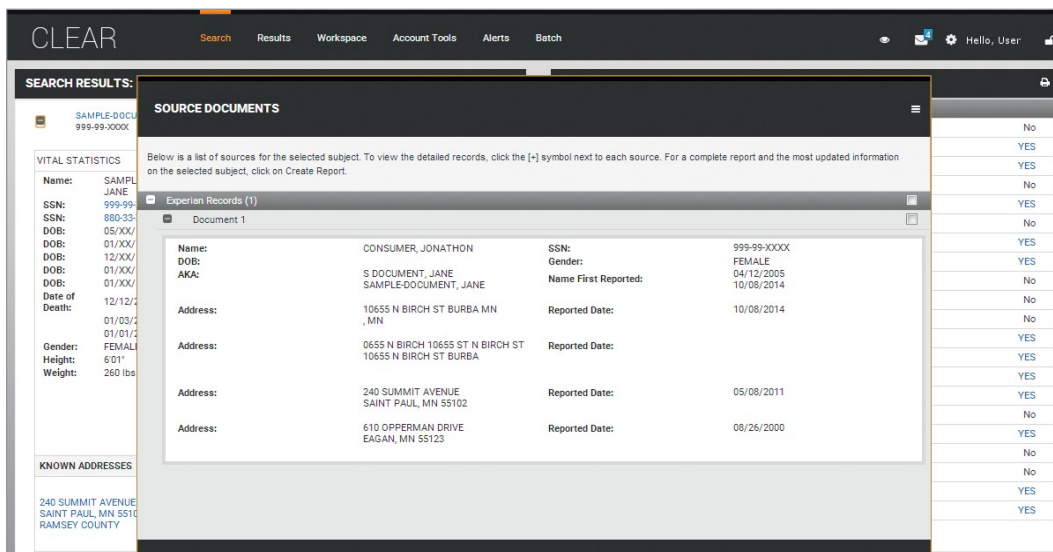 CLEAR
Search Results Workspace Account Tools Alerts Batch
4 Hello, User
SEARCH RESULTS:
SAMPLE-DOCU
999-99-XXXX
VITAL STATISTICS
Name: SAMPL
JANE
SSN: 999-99-
SSN: 880-33-
DOB: 05/XX/
DOB: 01/XX/
DOB: 12/XX/
DOB: 01/XX/
DOB: 01/XX/
Date of
Death: 12/12/2
01/03/2
01/01/2
Gender: FEMALE
Height: 6'01"
Weight: 260 lbs
KNOWN ADDRESSES
240 SUMMIT AVENUE
SAINT PAUL, MN 5510
RAMSEY COUNTY
SOURCE DOCUMENTS
Below is a list of sources for the selected subject. To view the detailed records, click the [+] symbol next to each source. For a complete report and the most updated information
on the selected subject, click on Create Report.
Experian Records (1)
Document 1
Name: CONSUMER, JONATHON SSN: 999-99-XXXX
DOB: Gender: FEMALE
AKA: S DOCUMENT, JANE Name First Reported: 04/12/2005
SAMPLE-DOCUMENT, JANE 10/08/2014
Address: 10655 N BIRCH ST BURBA MN Reported Date: 10/08/2014
, MN
Address: 0655 N BIRCH 10655 ST N BIRCH ST Reported Date:
10655 N BIRCH ST BURBA
Address: 240 SUMMIT AVENUE Reported Date: 05/08/2011
SAINT PAUL, MN 55102
Address: 610 OPPERMAN DRIVE Reported Date: 08/26/2000
EAGAN, MN 55123
No
YES
YES
No
YES
No
YES
YES
No
No
No
YES
YES
YES
YES
No
YES
No
No
YES
YES